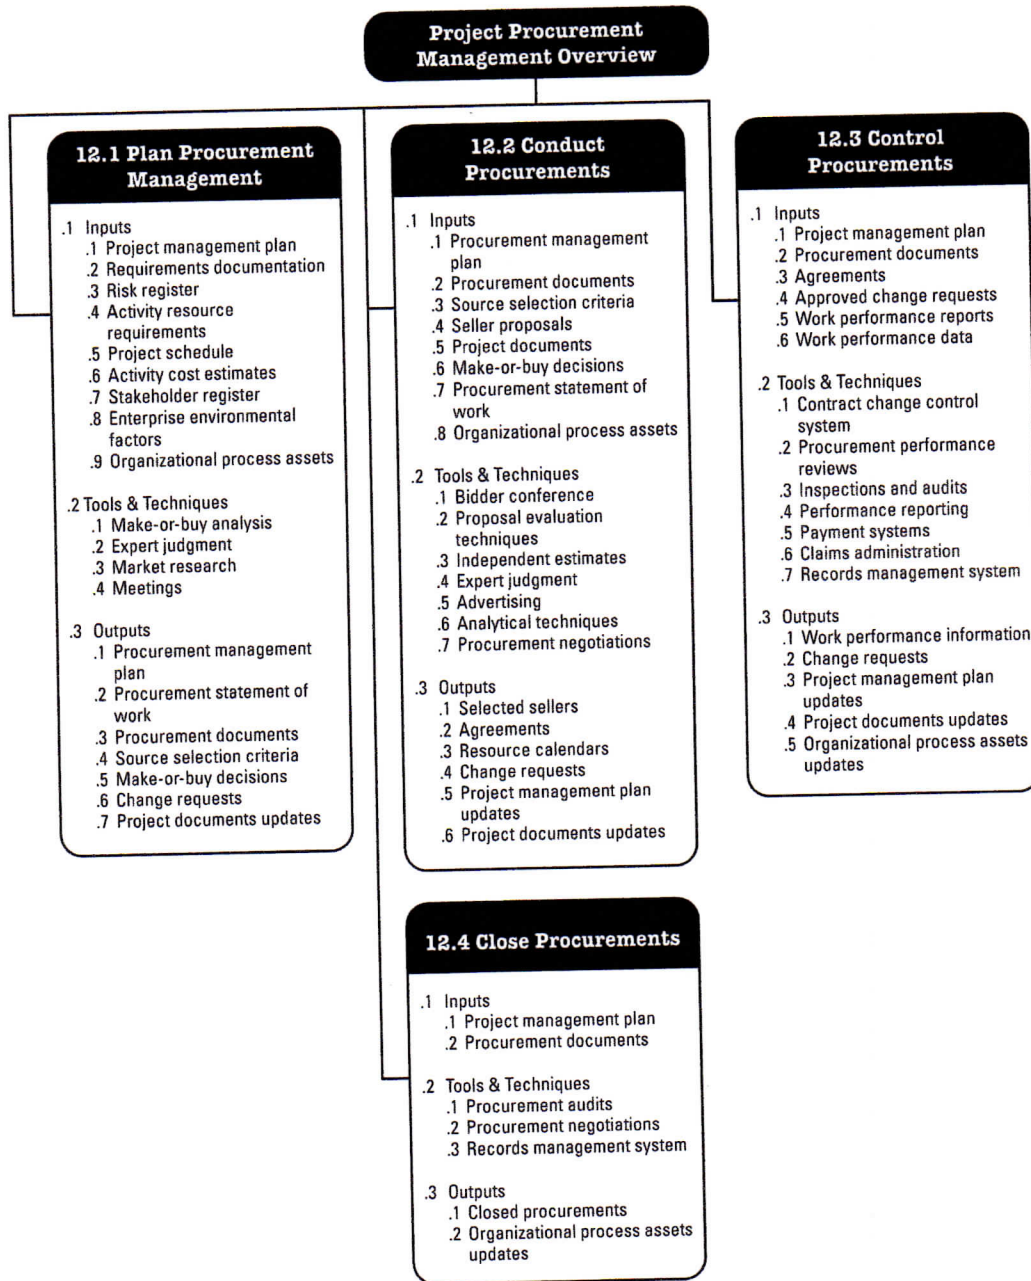 Project Procurement
Management Overview
12.1 Plan Procurement
Management
.1 Inputs
.1 Project management plan
.2 Requirements documentation
.3 Risk register
.4 Activity resource
requirements
.5 Project schedule
.6 Activity cost estimates
.7 Stakeholder register
.8 Enterprise environmental
factors
.9 Organizational process assets
.2 Tools & Techniques
.1 Make-or-buy analysis
.2 Expert judgment
.3 Market research
.4 Meetings
.3 Outputs
.1 Procurement management
plan
.2 Procurement statement of
work
.3 Procurement documents
.4 Source selection criteria
.5 Make-or-buy decisions
.6 Change requests
.7 Project documents updates
12.2 Conduct
Procurements
.1 Inputs
.1 Procurement management
plan
.2 Procurement documents
.3 Source selection criteria
.4 Seller proposals
.5 Project documents
.6 Make-or-buy decisions
.7 Procurement statement of
work
.8 Organizational process assets
.2 Tools & Techniques
.1 Bidder conference
.2 Proposal evaluation
techniques
.3 Independent estimates
.4 Expert judgment
.5 Advertising
.6 Analytical techniques
.7 Procurement negotiations
.3 Outputs
.1 Selected sellers
.2 Agreements
.3 Resource calendars
.4 Change requests
.5 Project management plan
updates
.6 Project documents updates
12.3 Control
Procurements
.1 Inputs
.1 Project management plan
.2 Procurement documents
.3 Agreements
.4 Approved change requests
.5 Work performance reports
.6 Work performance data
.2 Tools & Techniques
.1 Contract change control
system
.2 Procurement performance
reviews
.3 Inspections and audits
.4 Performance reporting
.5 Payment systems
.6 Claims administration
.7 Records management system
.3 Outputs
.1 Work performance information
.2 Change requests
.3 Project management plan
updates
.4 Project documents updates
.5 Organizational process assets
updates
12.4 Close Procurements
.1 Inputs
.1 Project management plan
.2 Procurement documents
.2 Tools & Techniques
.1 Procurement audits
.2 Procurement negotiations
.3 Records management system
.3 Outputs
.1 Closed procurements
.2 Organizational process assets
updates